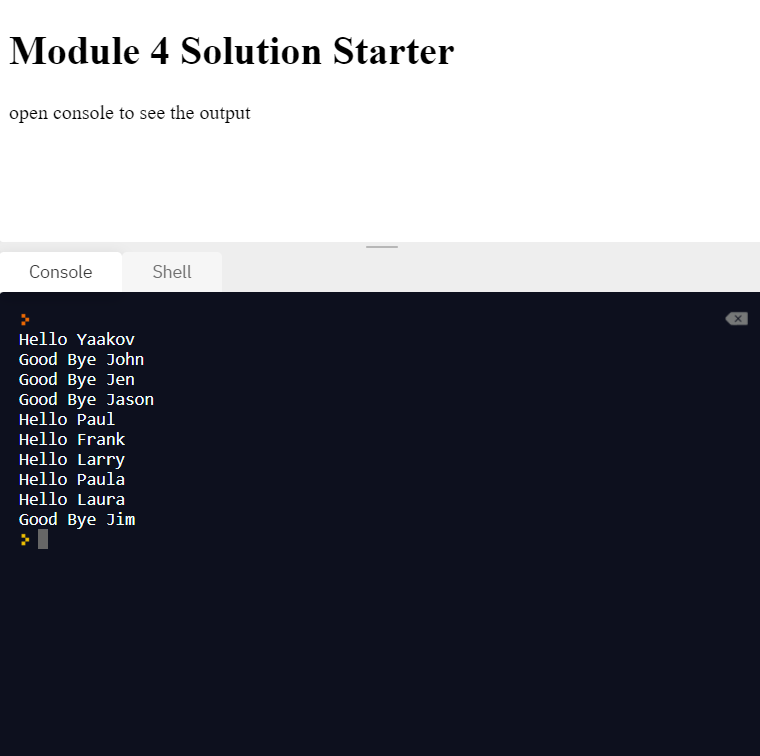 Module 4 Solution Starter
open console to see the output
Console Shell
Hello Yaakov
Good Bye John
Good Bye Jen
Good Bye Jason
Hello Paul
Hello Frank
Hello Larry
Hello Paula
Hello Laura
Good Bye Jim